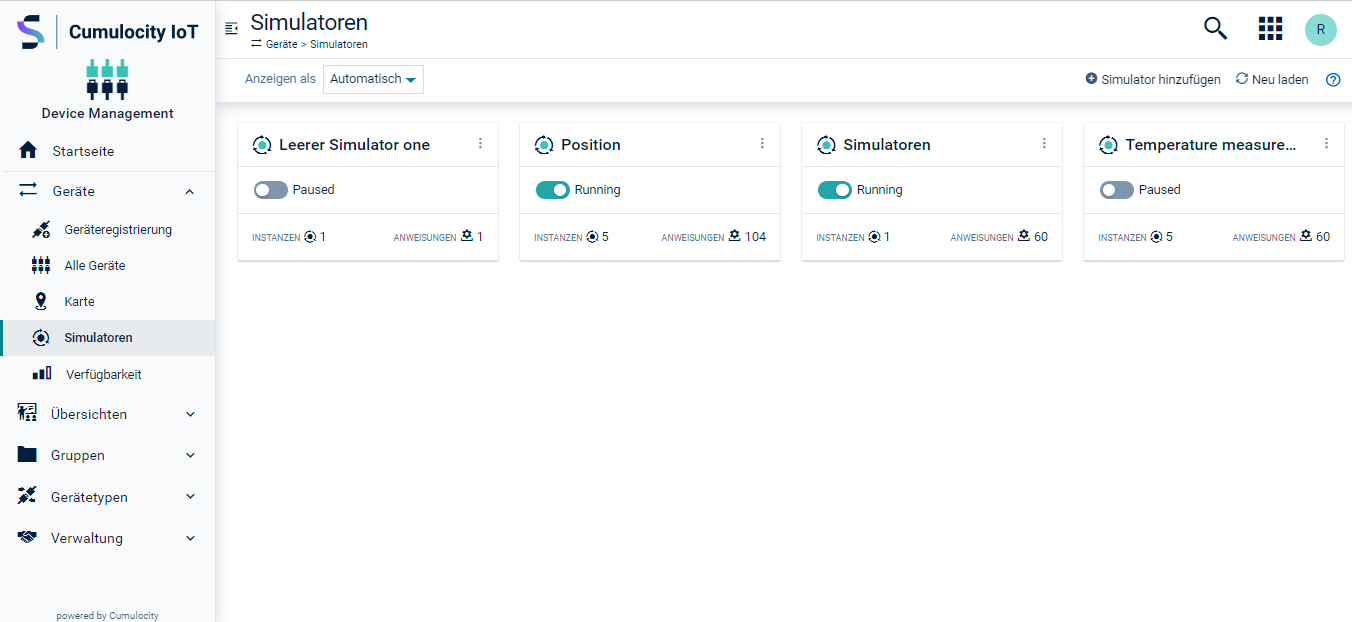 Cumulocity IoT
Device Management
Startseite
Geräte
Geräteregistrierung
Alle Geräte
Karte
Simulatoren
Verfügbarkeit
Übersichten
Gruppen
Gerätetypen
Verwaltung
powered by Cumulocity
Simulatoren
Geräte > Simulatoren
R
Anzeigen als Automatisch
Simulator hinzufügen Neu laden ?
Leerer Simulator one
Paused
INSTANZEN 1 ANWEISUNGEN 1
Position
Running
INSTANZEN 5 ANWEISUNGEN 104
Simulatoren
Running
INSTANZEN 1 ANWEISUNGEN 60
Temperature measure...
Paused
INSTANZEN 5 ANWEISUNGEN 60